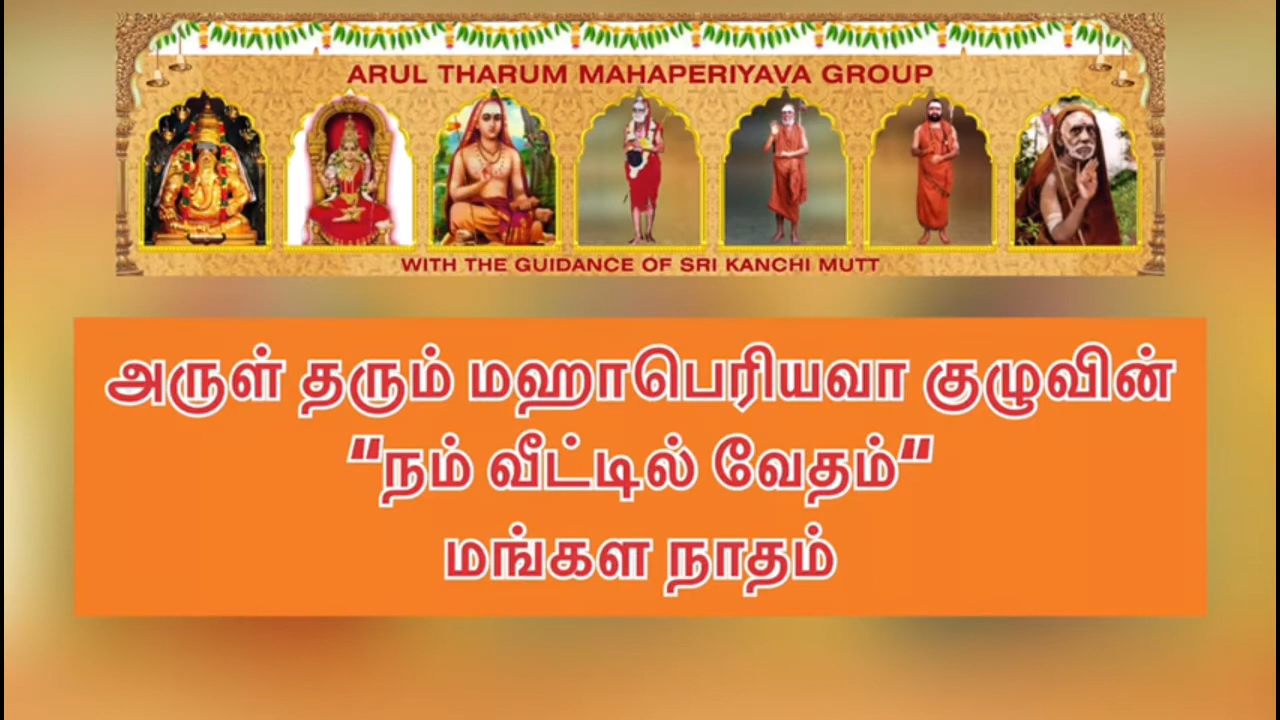 ARUL THARUM MAHAPERIYAVA GROUP
WITH THE GUIDANCE OF SRI KANCHI MUTT
அருள் தரும் மஹாபெரியவா குழுவின்
“நம் வீட்டில் வேதம்“
மங்கள நாதம்